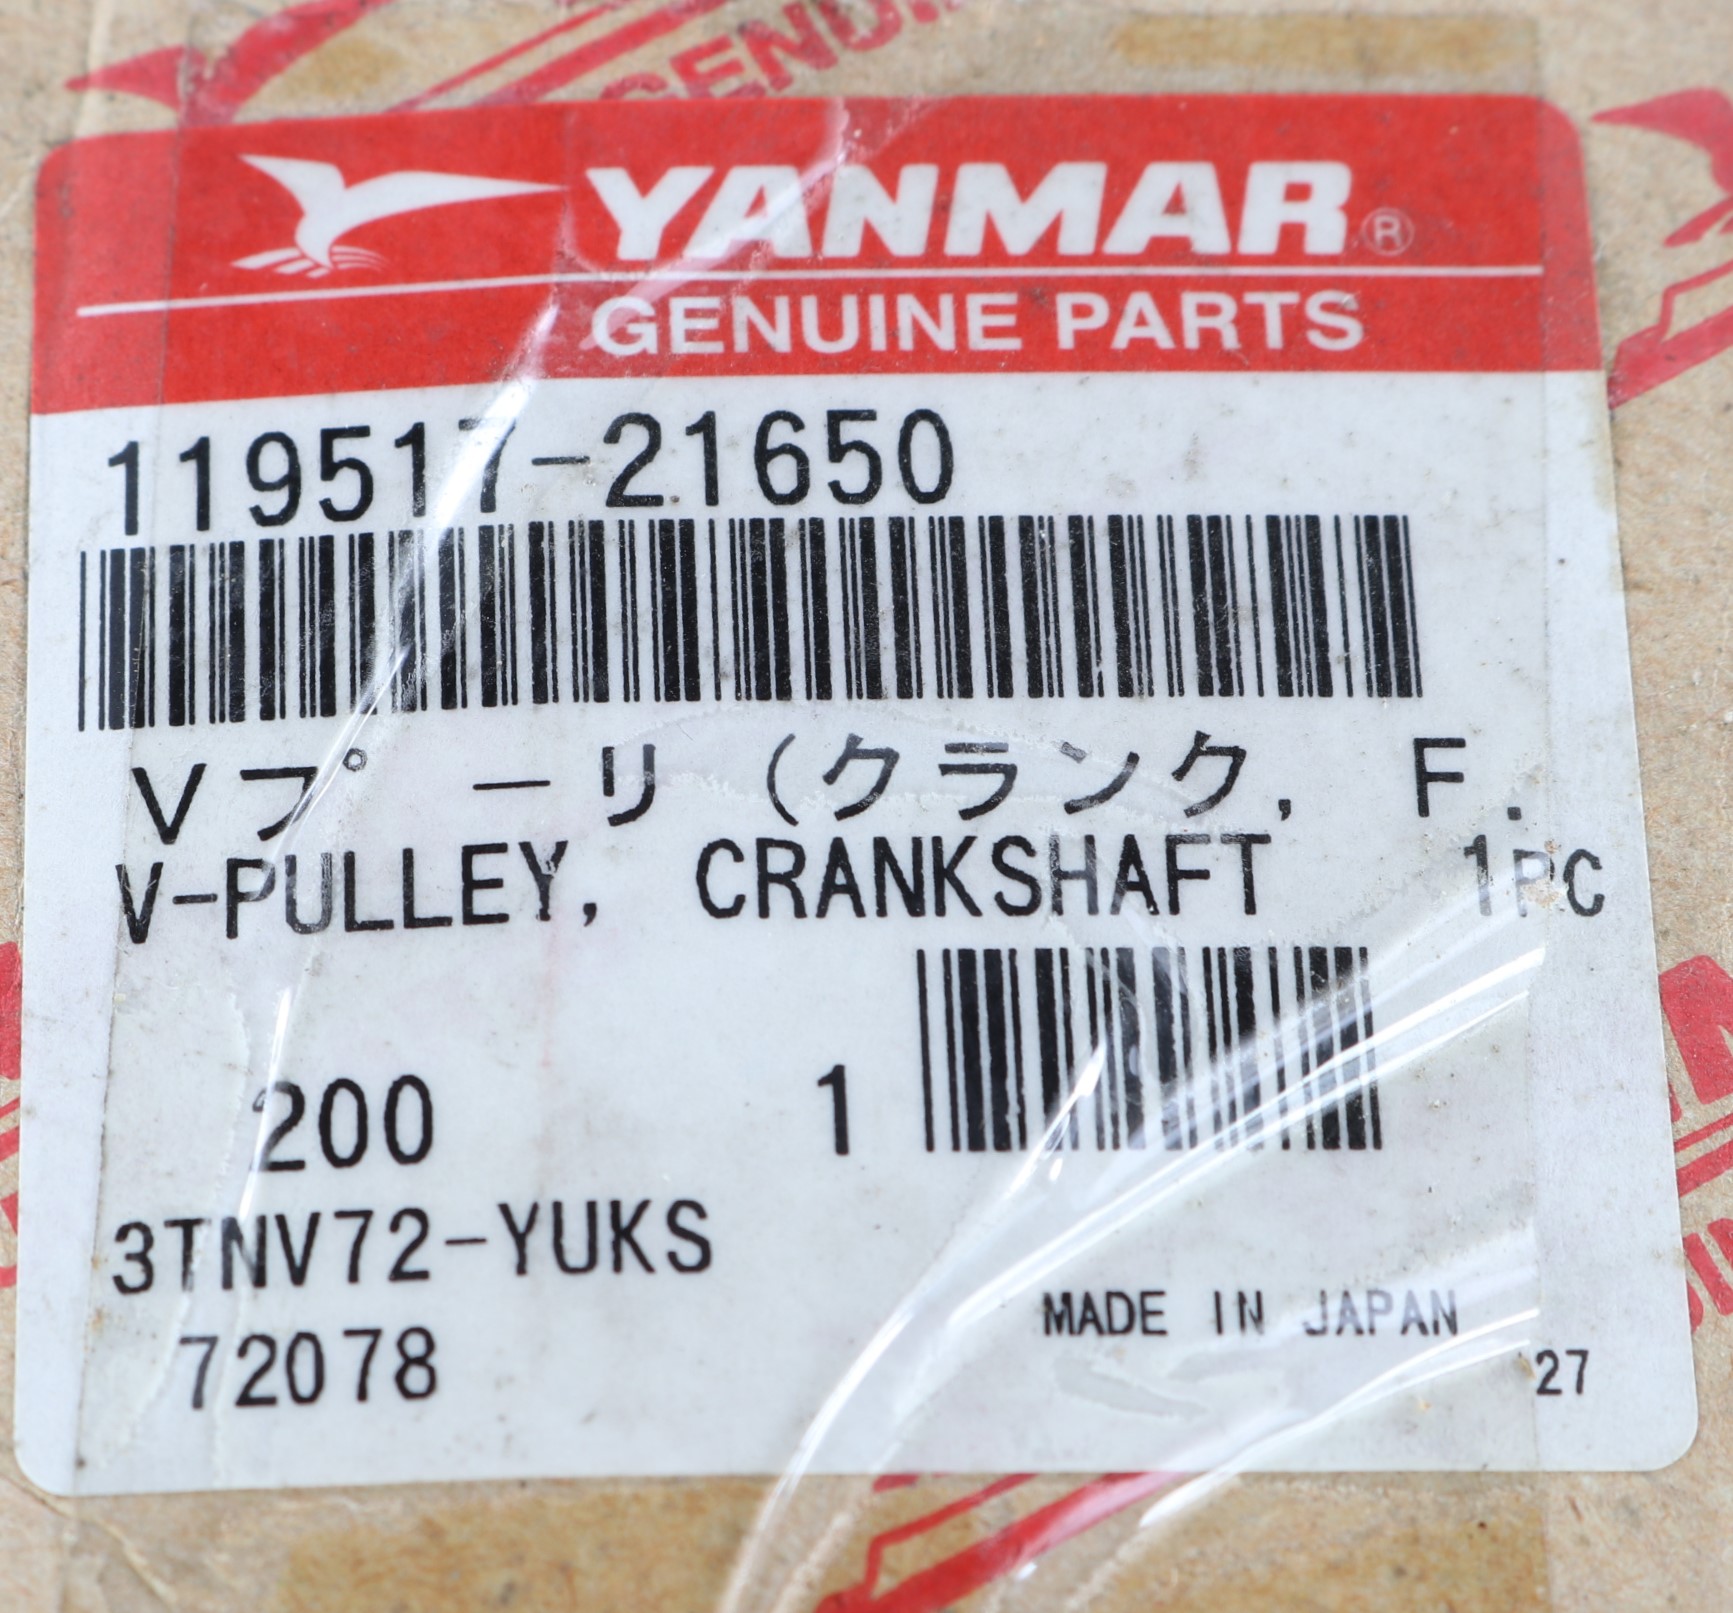 GENUI
YANMAR®
GENUINE PARTS
119517-21650
Vプーリ(クランク, F.
V-PULLEY, CRANKSHAFT 1PC
200 1
3TNV72-YUKS
72078
MADE IN JAPAN
27